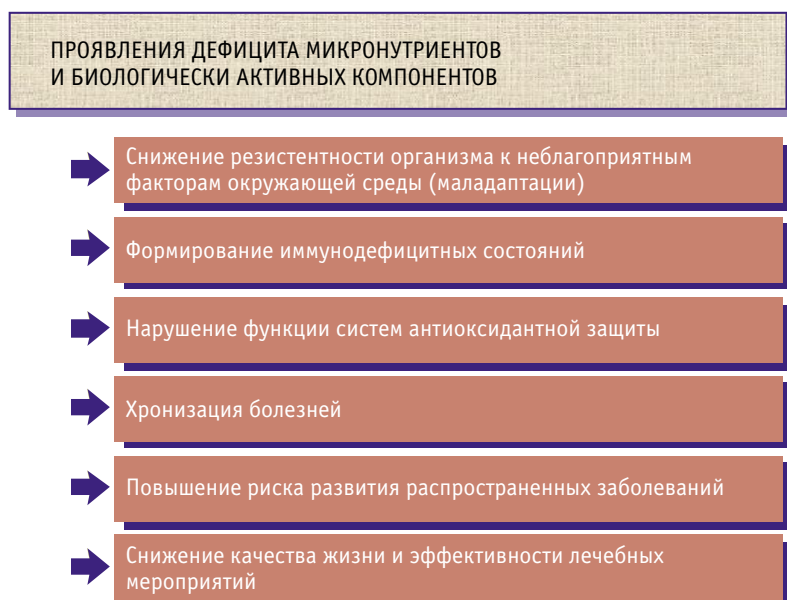 ПРОЯВЛЕНИЯ ДЕФИЦИТА МИКРОНУТРИЕНТОВ
И БИОЛОГИЧЕСКИ АКТИВНЫХ КОМПОНЕНТОВ
Снижение резистентности организма к неблагоприятным
факторам окружающей среды (маладаптации)
Формирование иммунодефицитных состояний
Нарушение функции систем антиоксидантной защиты
Хронизация болезней
Повышение риска развития распространенных заболеваний
Снижение качества жизни и эффективности лечебных
мероприятий